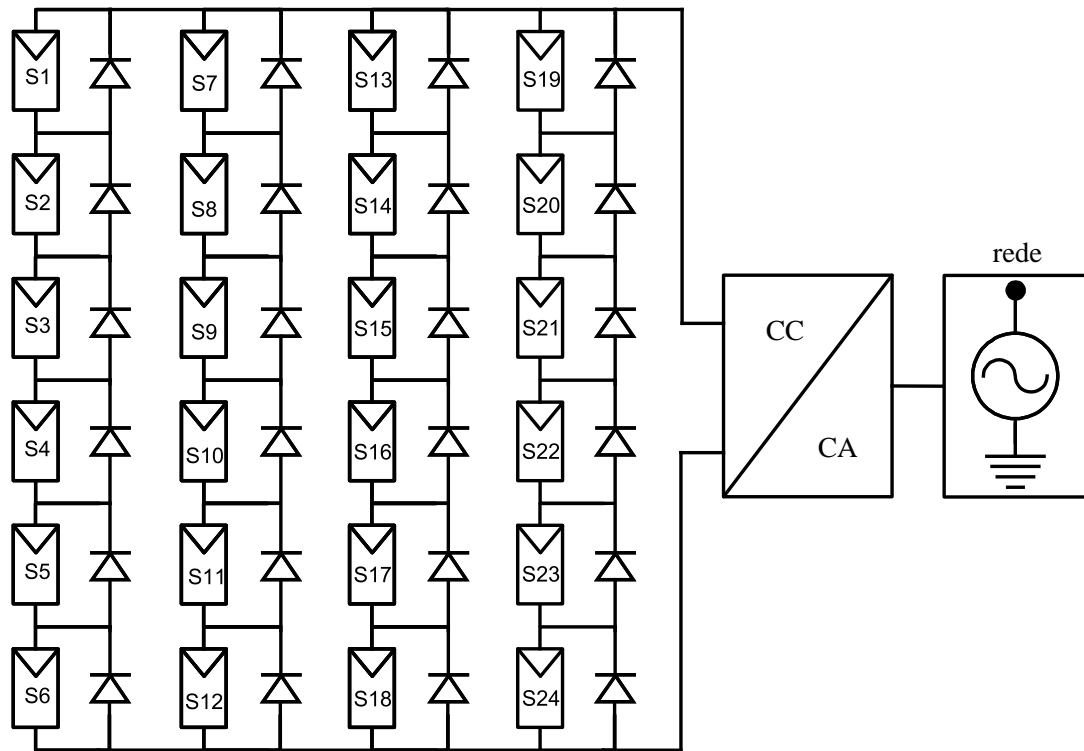 S1 S7 S13 S19
S2 S8 S14 S20
S3 S9 S15 S21
S4 S10 S16 S22
S5 S11 S17 S23
S6 S12 S18 S24
rede
CC
CA